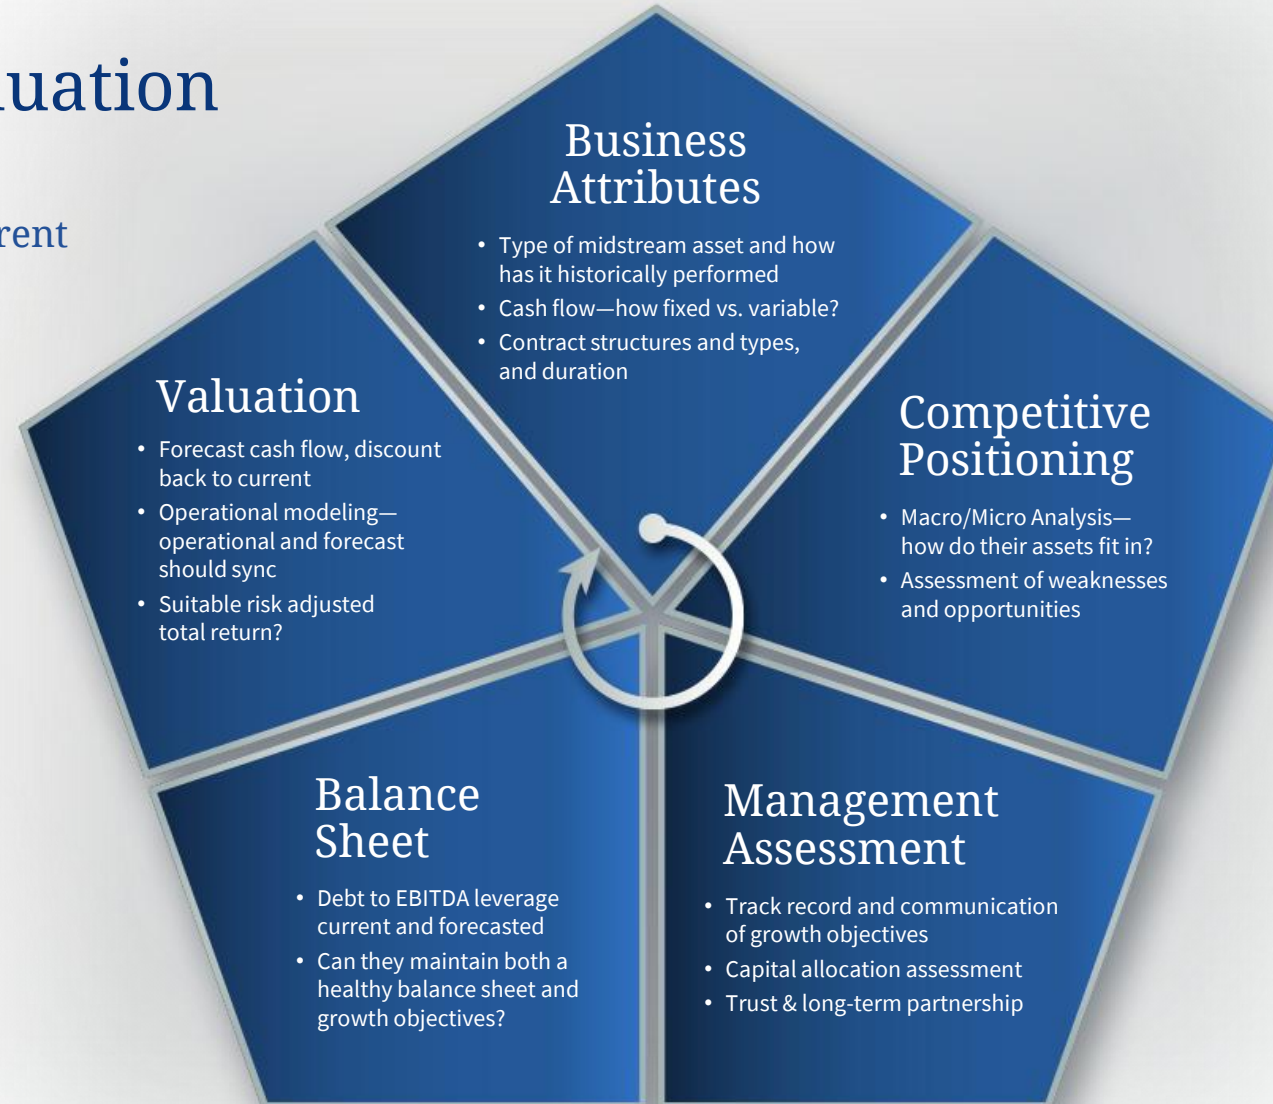 uation
rent
Business
Attributes
• Type of midstream asset and how
has it historically performed
• Cash flow—how fixed vs. variable?
• Contract structures and types,
and duration
Competitive
Positioning
• Macro/Micro Analysis—
how do their assets fit in?
• Assessment of weaknesses
and opportunities
Management
Assessment
• Track record and communication
of growth objectives
• Capital allocation assessment
• Trust & long-term partnership
Balance
Sheet
• Debt to EBITDA leverage
current and forecasted
• Can they maintain both a
healthy balance sheet and
growth objectives?
Valuation
• Forecast cash flow, discount
back to current
• Operational modeling—
operational and forecast
should sync
• Suitable risk adjusted
total return?